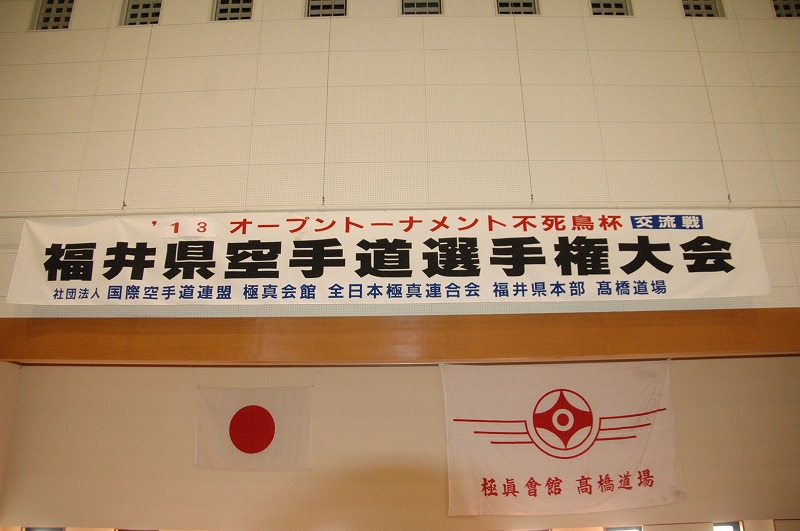 '13 オープントーナメント不死鳥杯 交流戦
福井県空手道選手権大会
社団法人 国際空手道連盟 極真会館 全日本極真連合会 福井県本部 髙橋道場
極眞會館 髙橋道場